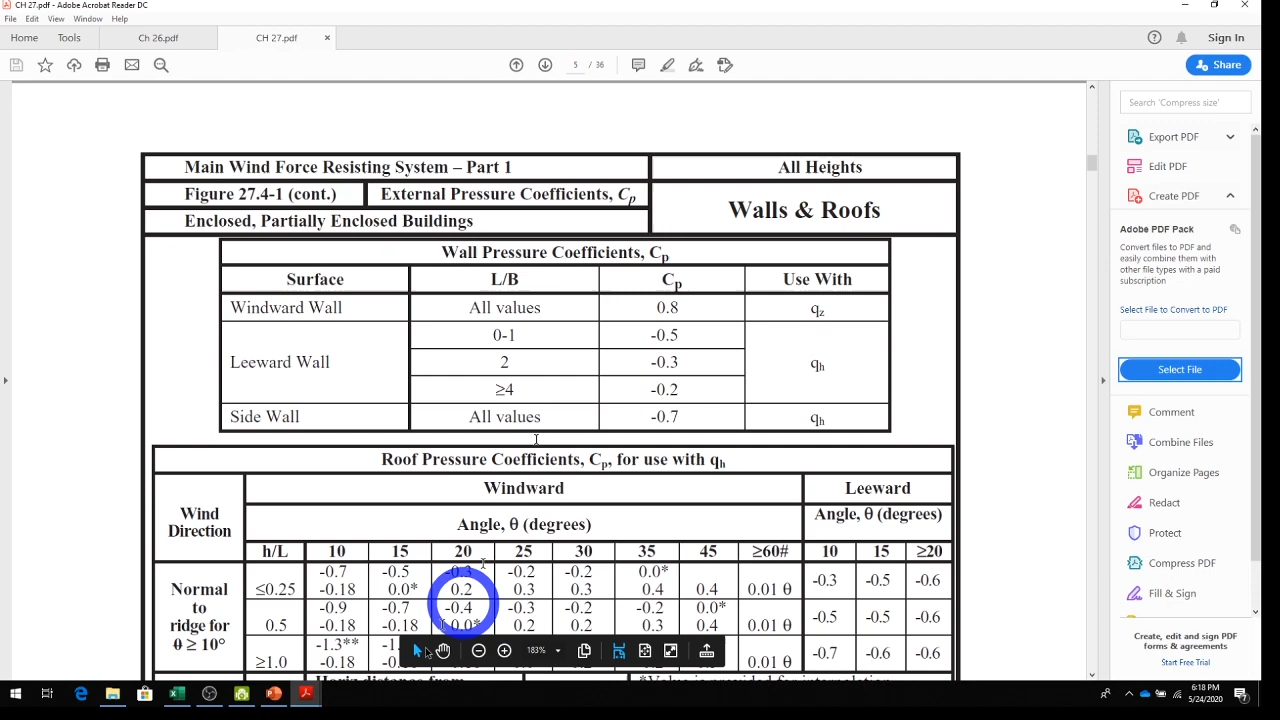 CH 27.pdf - Adobe Acrobat Reader DC
File Edit View Window Help
Home Tools Ch 26.pdf CH 27.pdf × Sign In
5 / 36 Share
Main Wind Force Resisting System – Part 1 All Heights
Figure 27.4-1 (cont.) External Pressure Coefficients, Cp Walls & Roofs
Enclosed, Partially Enclosed Buildings
Wall Pressure Coefficients, Cp
Surface L/B Cp Use With
Windward Wall All values 0.8 qz
Leeward Wall 0-1 -0.5 qh
2 -0.3
≥4 -0.2
Side Wall All values -0.7 qh
Roof Pressure Coefficients, Cp, for use with qh
Wind Direction Windward Leeward
Angle, θ (degrees) Angle, θ (degrees)
h/L 10 15 20 25 30 35 45 ≥60# 10 15 ≥20
Normal to ridge for θ ≥ 10°
≤0.25 -0.7 -0.5 -0.3 -0.2 -0.2 0.0* -0.3 -0.5 -0.6
-0.18 0.0* 0.2 0.3 0.3 0.4 0.4 0.01 θ
0.5 -0.9 -0.7 -0.4 -0.3 -0.2 -0.2 0.0* -0.5 -0.5 -0.6
-0.18 -0.18 0.0* 0.2 0.2 0.3 0.4 0.01 θ
≥1.0 -1.3** -0.7 -0.6 -0.6
-0.18 0.01 θ
183%
Search 'Compress size'
Export PDF
Edit PDF
Create PDF
Adobe PDF Pack
Convert files to PDF and
easily combine them with
other file types with a paid
subscription
Select File to Convert to PDF
Select File
Comment
Combine Files
Organize Pages
Redact
Protect
Compress PDF
Fill & Sign
Create, edit and sign PDF
forms & agreements
Start Free Trial
6:18 PM
5/24/2020